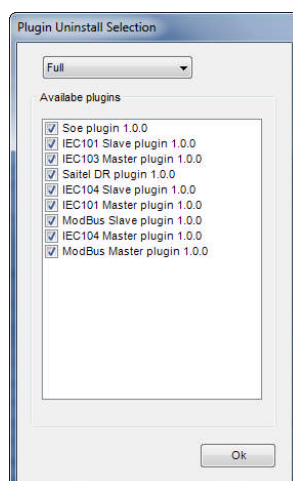 Plugin Uninstall Selection
Full
Availabe plugins
Soe plugin 1.0.0
IEC101 Slave plugin 1.0.0
IEC103 Master plugin 1.0.0
Saitel DR plugin 1.0.0
IEC104 Slave plugin 1.0.0
IEC101 Master plugin 1.0.0
ModBus Slave plugin 1.0.0
IEC104 Master plugin 1.0.0
ModBus Master plugin 1.0.0
Ok